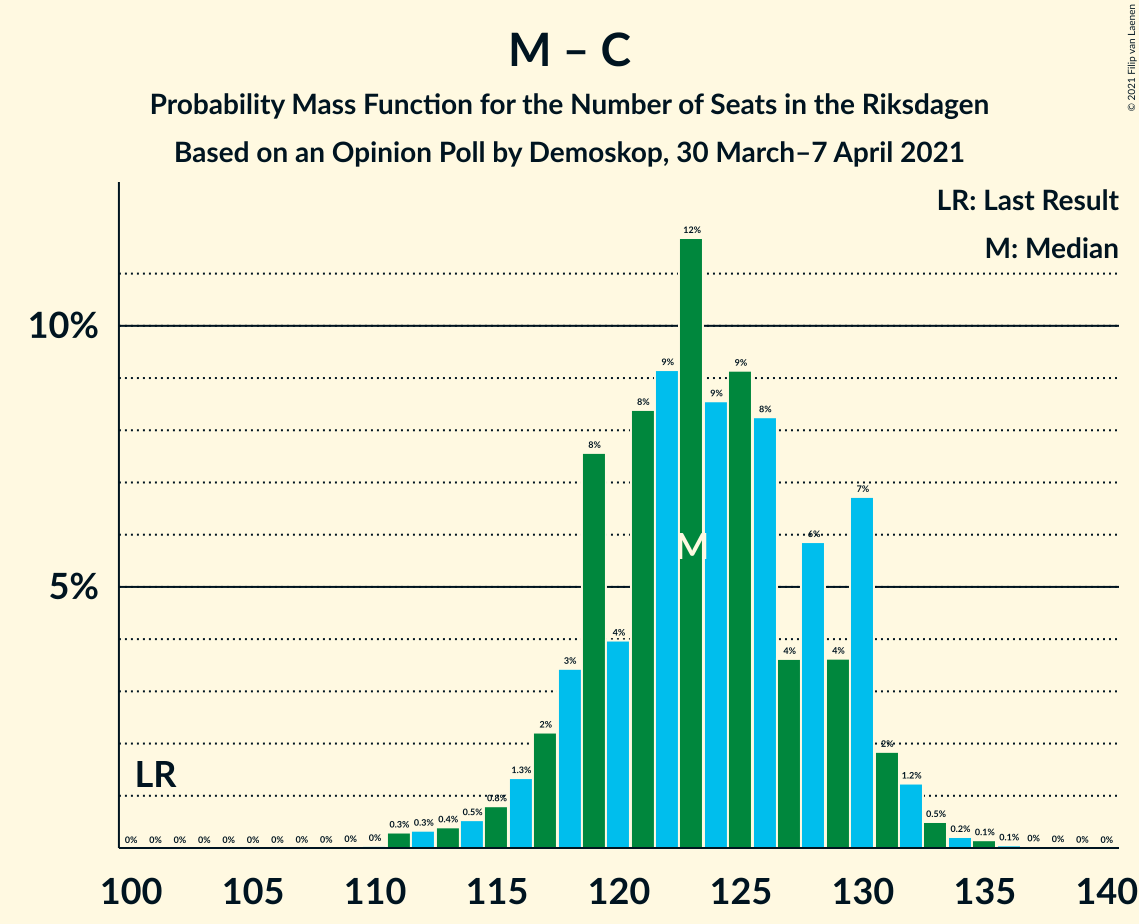 M – C
Probability Mass Function for the Number of Seats in the Riksdagen
Based on an Opinion Poll by Demoskop, 30 March–7 April 2021
© 2021 Filip van Laenen
LR: Last Result
M: Median
10%
5%
LR
M
0% 0% 0% 0% 0% 0% 0% 0% 0% 0% 0% 0.3% 0.3% 0.4% 0.5% 0.8% 1.3% 2% 3% 8% 4% 8% 9% 12% 9% 9% 8% 4% 6% 4% 7% 2% 1.2% 0.5% 0.2% 0.1% 0.1% 0% 0% 0% 0%
100 105 110 115 120 125 130 135 140